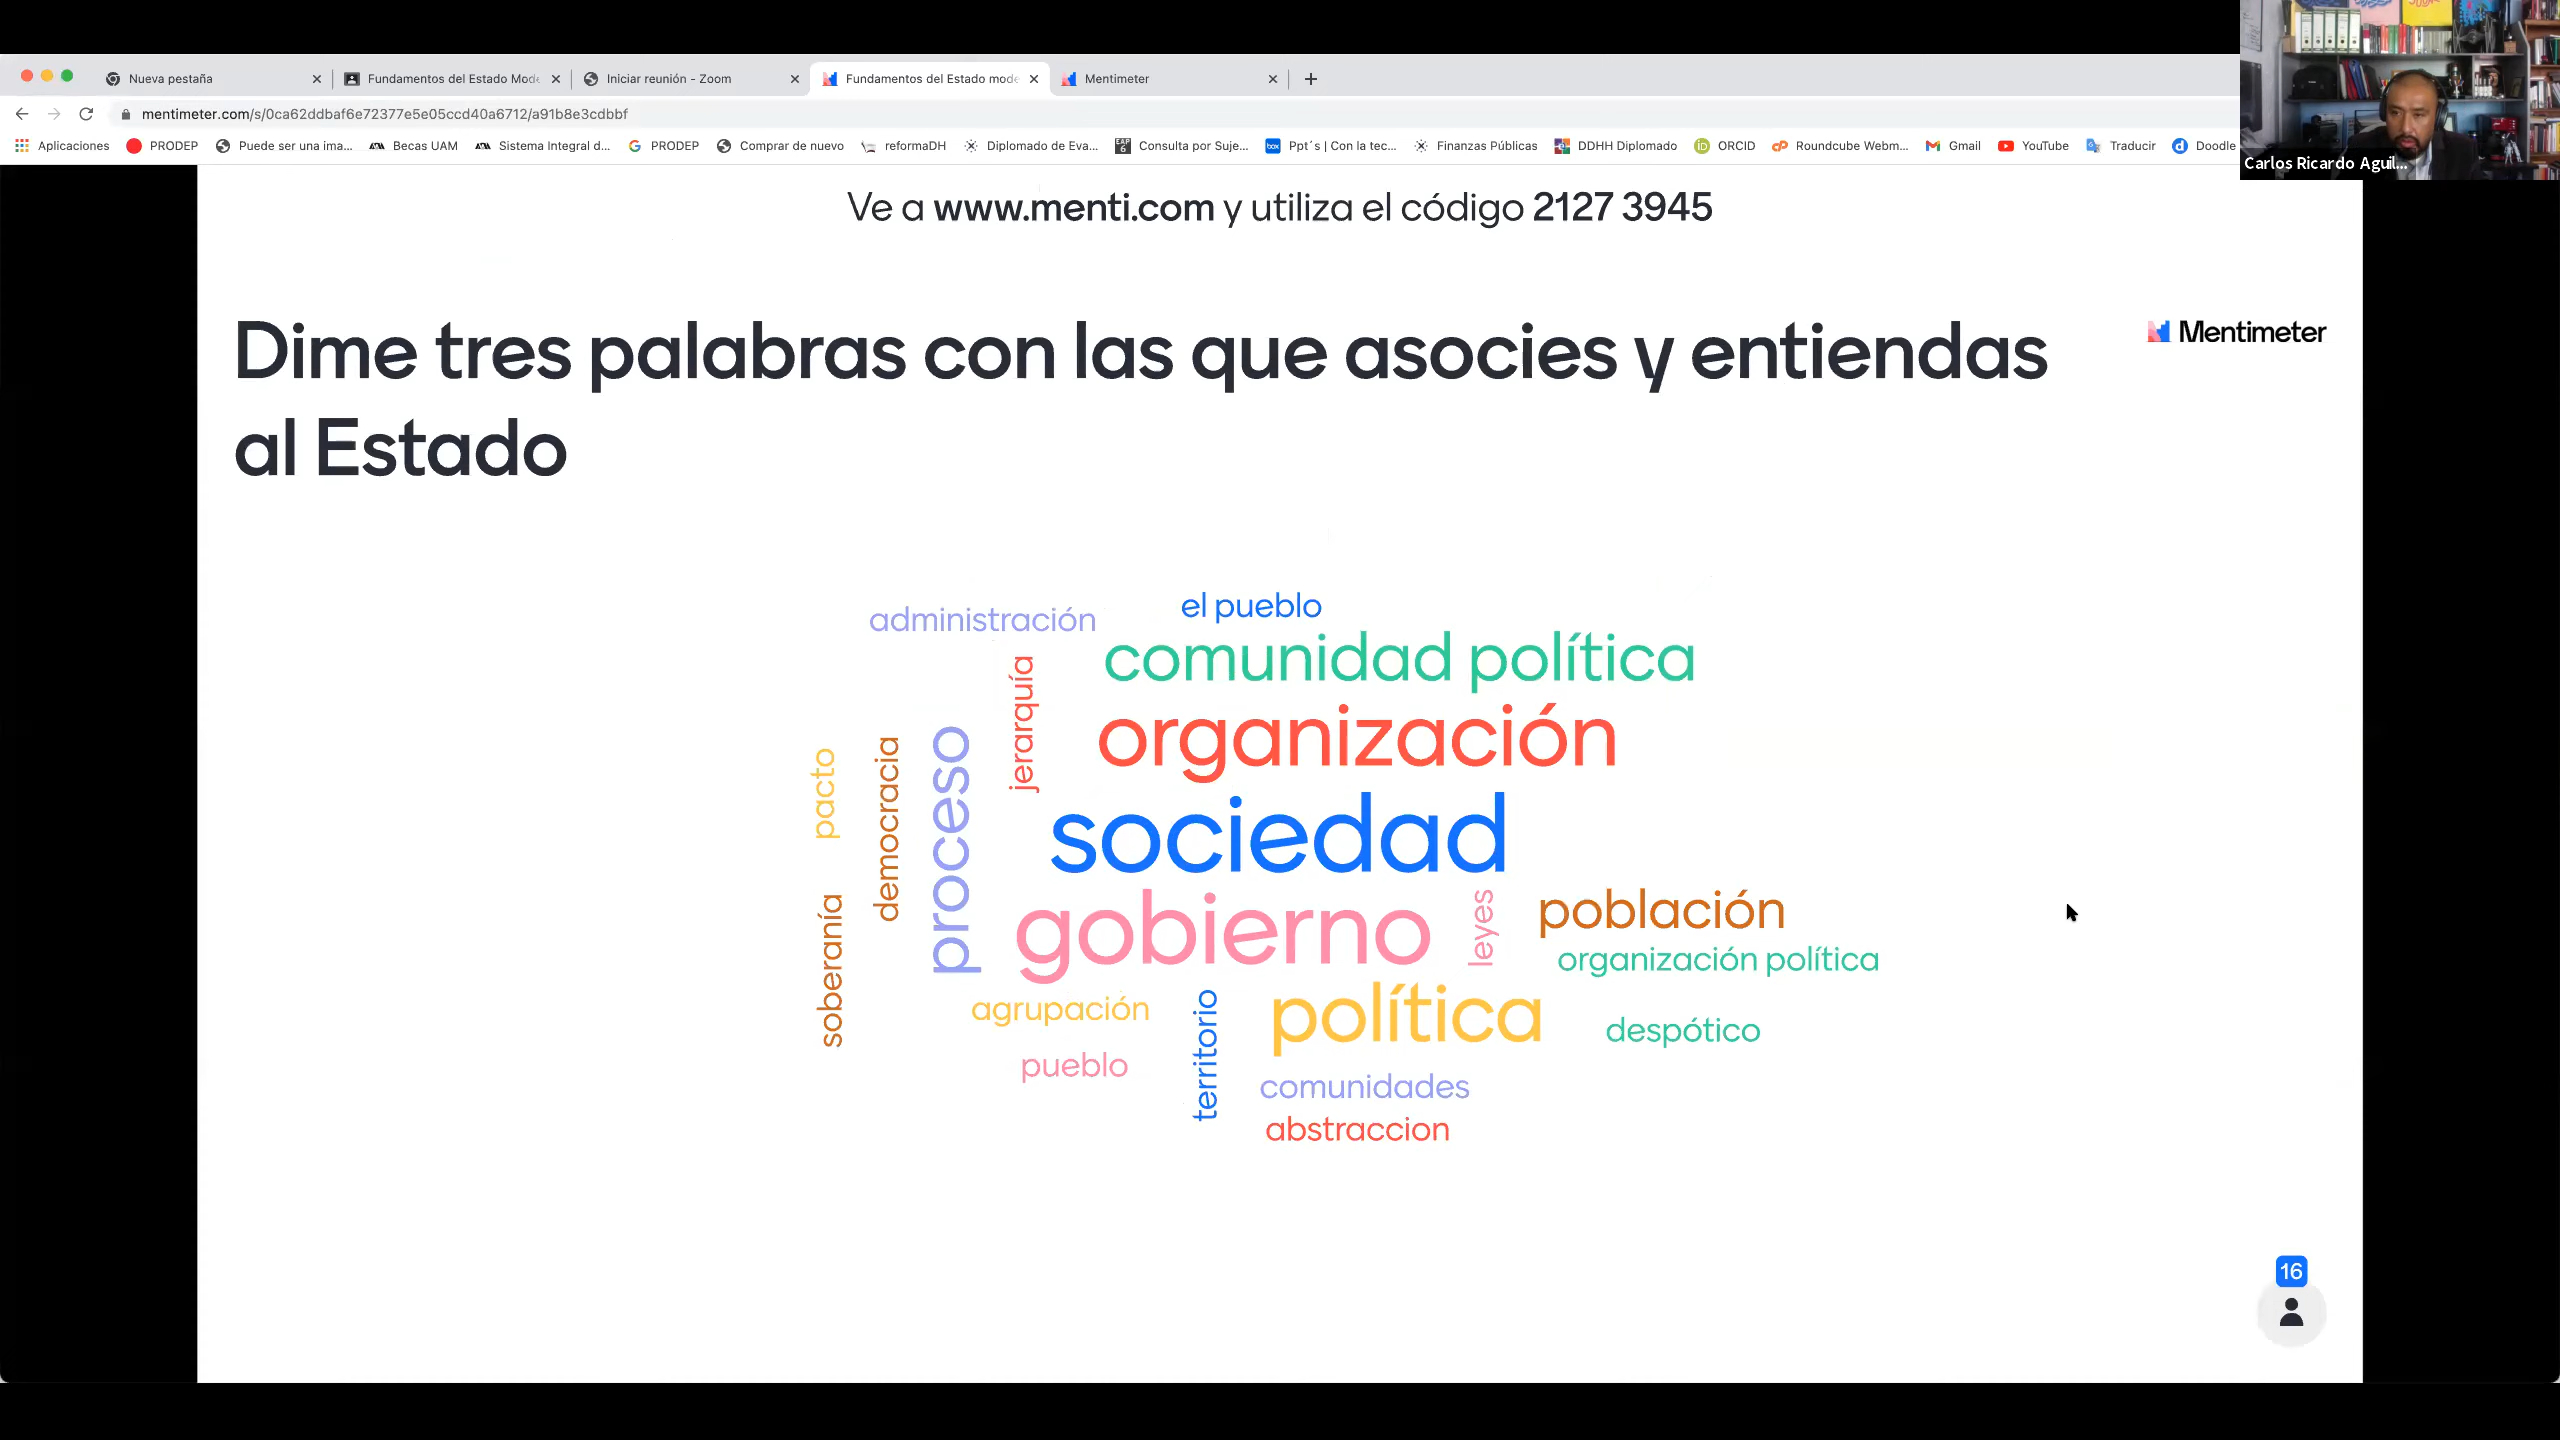 Nueva pestaña
Fundamentos del Estado Mode
Iniciar reunión - Zoom
Fundamentos del Estado mode
Mentimeter
mentimeter.com/s/0ca62ddbaf6e72377e5e05ccd40a6712/a91b8e3cdbbf
Aplicaciones
PRODEP
Puede ser una ima...
Becas UAM
Sistema Integral d...
PRODEP
Comprar de nuevo
reformaDH
Diplomado de Eva...
Consulta por Suje...
Ppt´s | Con la tec...
Finanzas Públicas
DDHH Diplomado
ORCID
Roundcube Webm...
Gmail
YouTube
Traducir
Doodle
Carlos Ricardo Aguil...
Ve a www.menti.com y utiliza el código 2127 3945
Dime tres palabras con las que asocies y entiendas
al Estado
Mentimeter
administración
el pueblo
comunidad política
jerarquía
organización
pacto
democracia
proceso
sociedad
soberanía
gobierno
leyes
población
organización política
agrupación
territorio
política
despótico
pueblo
comunidades
abstraccion
16